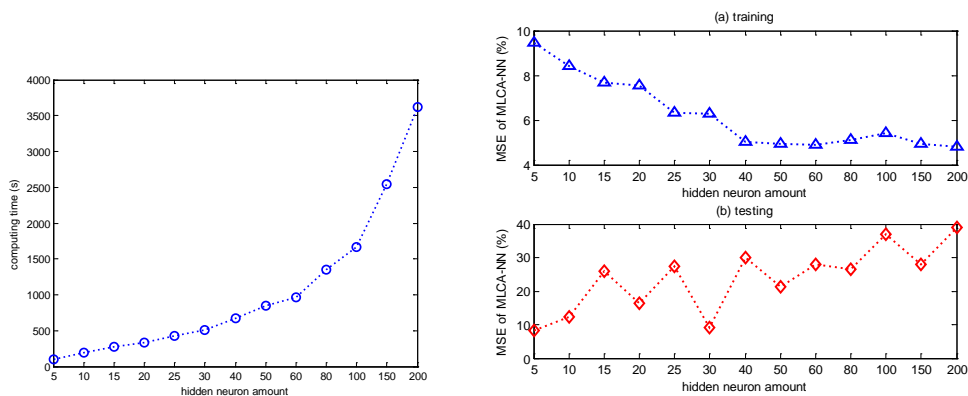 4000
3500
3000
2500
2000
1500
1000
500
0
computing time (s)
5 10 15 20 25 30 40 50 60 80 100 150 200
hidden neuron amount
(a) training
10
8
6
4
MSE of MLCA-NN (%)
5 10 15 20 25 30 40 50 60 80 100 150 200
hidden neuron amount
(b) testing
40
30
20
10
0
MSE of MLCA-NN (%)
5 10 15 20 25 30 40 50 60 80 100 150 200
hidden neuron amount